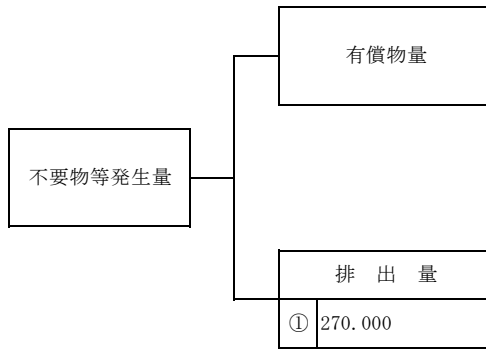 有償物量
不要物等発生量
排 出 量
① 270.000